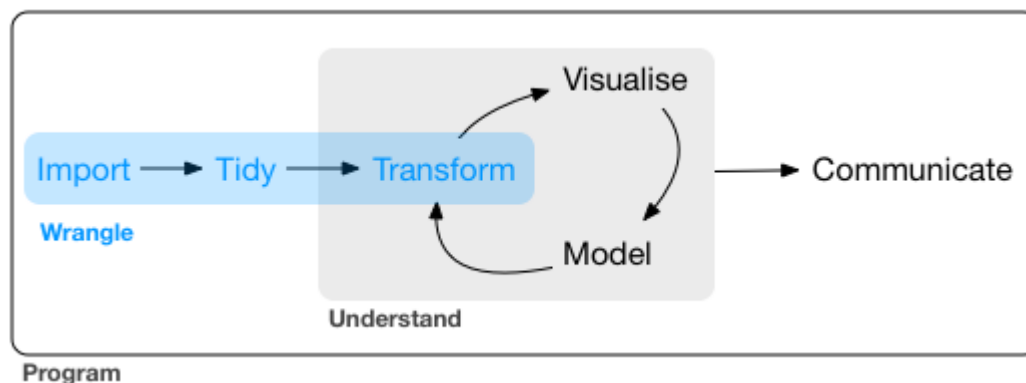 Visualise
Import Tidy Transform Communicate
Wrangle
Model
Understand
Program